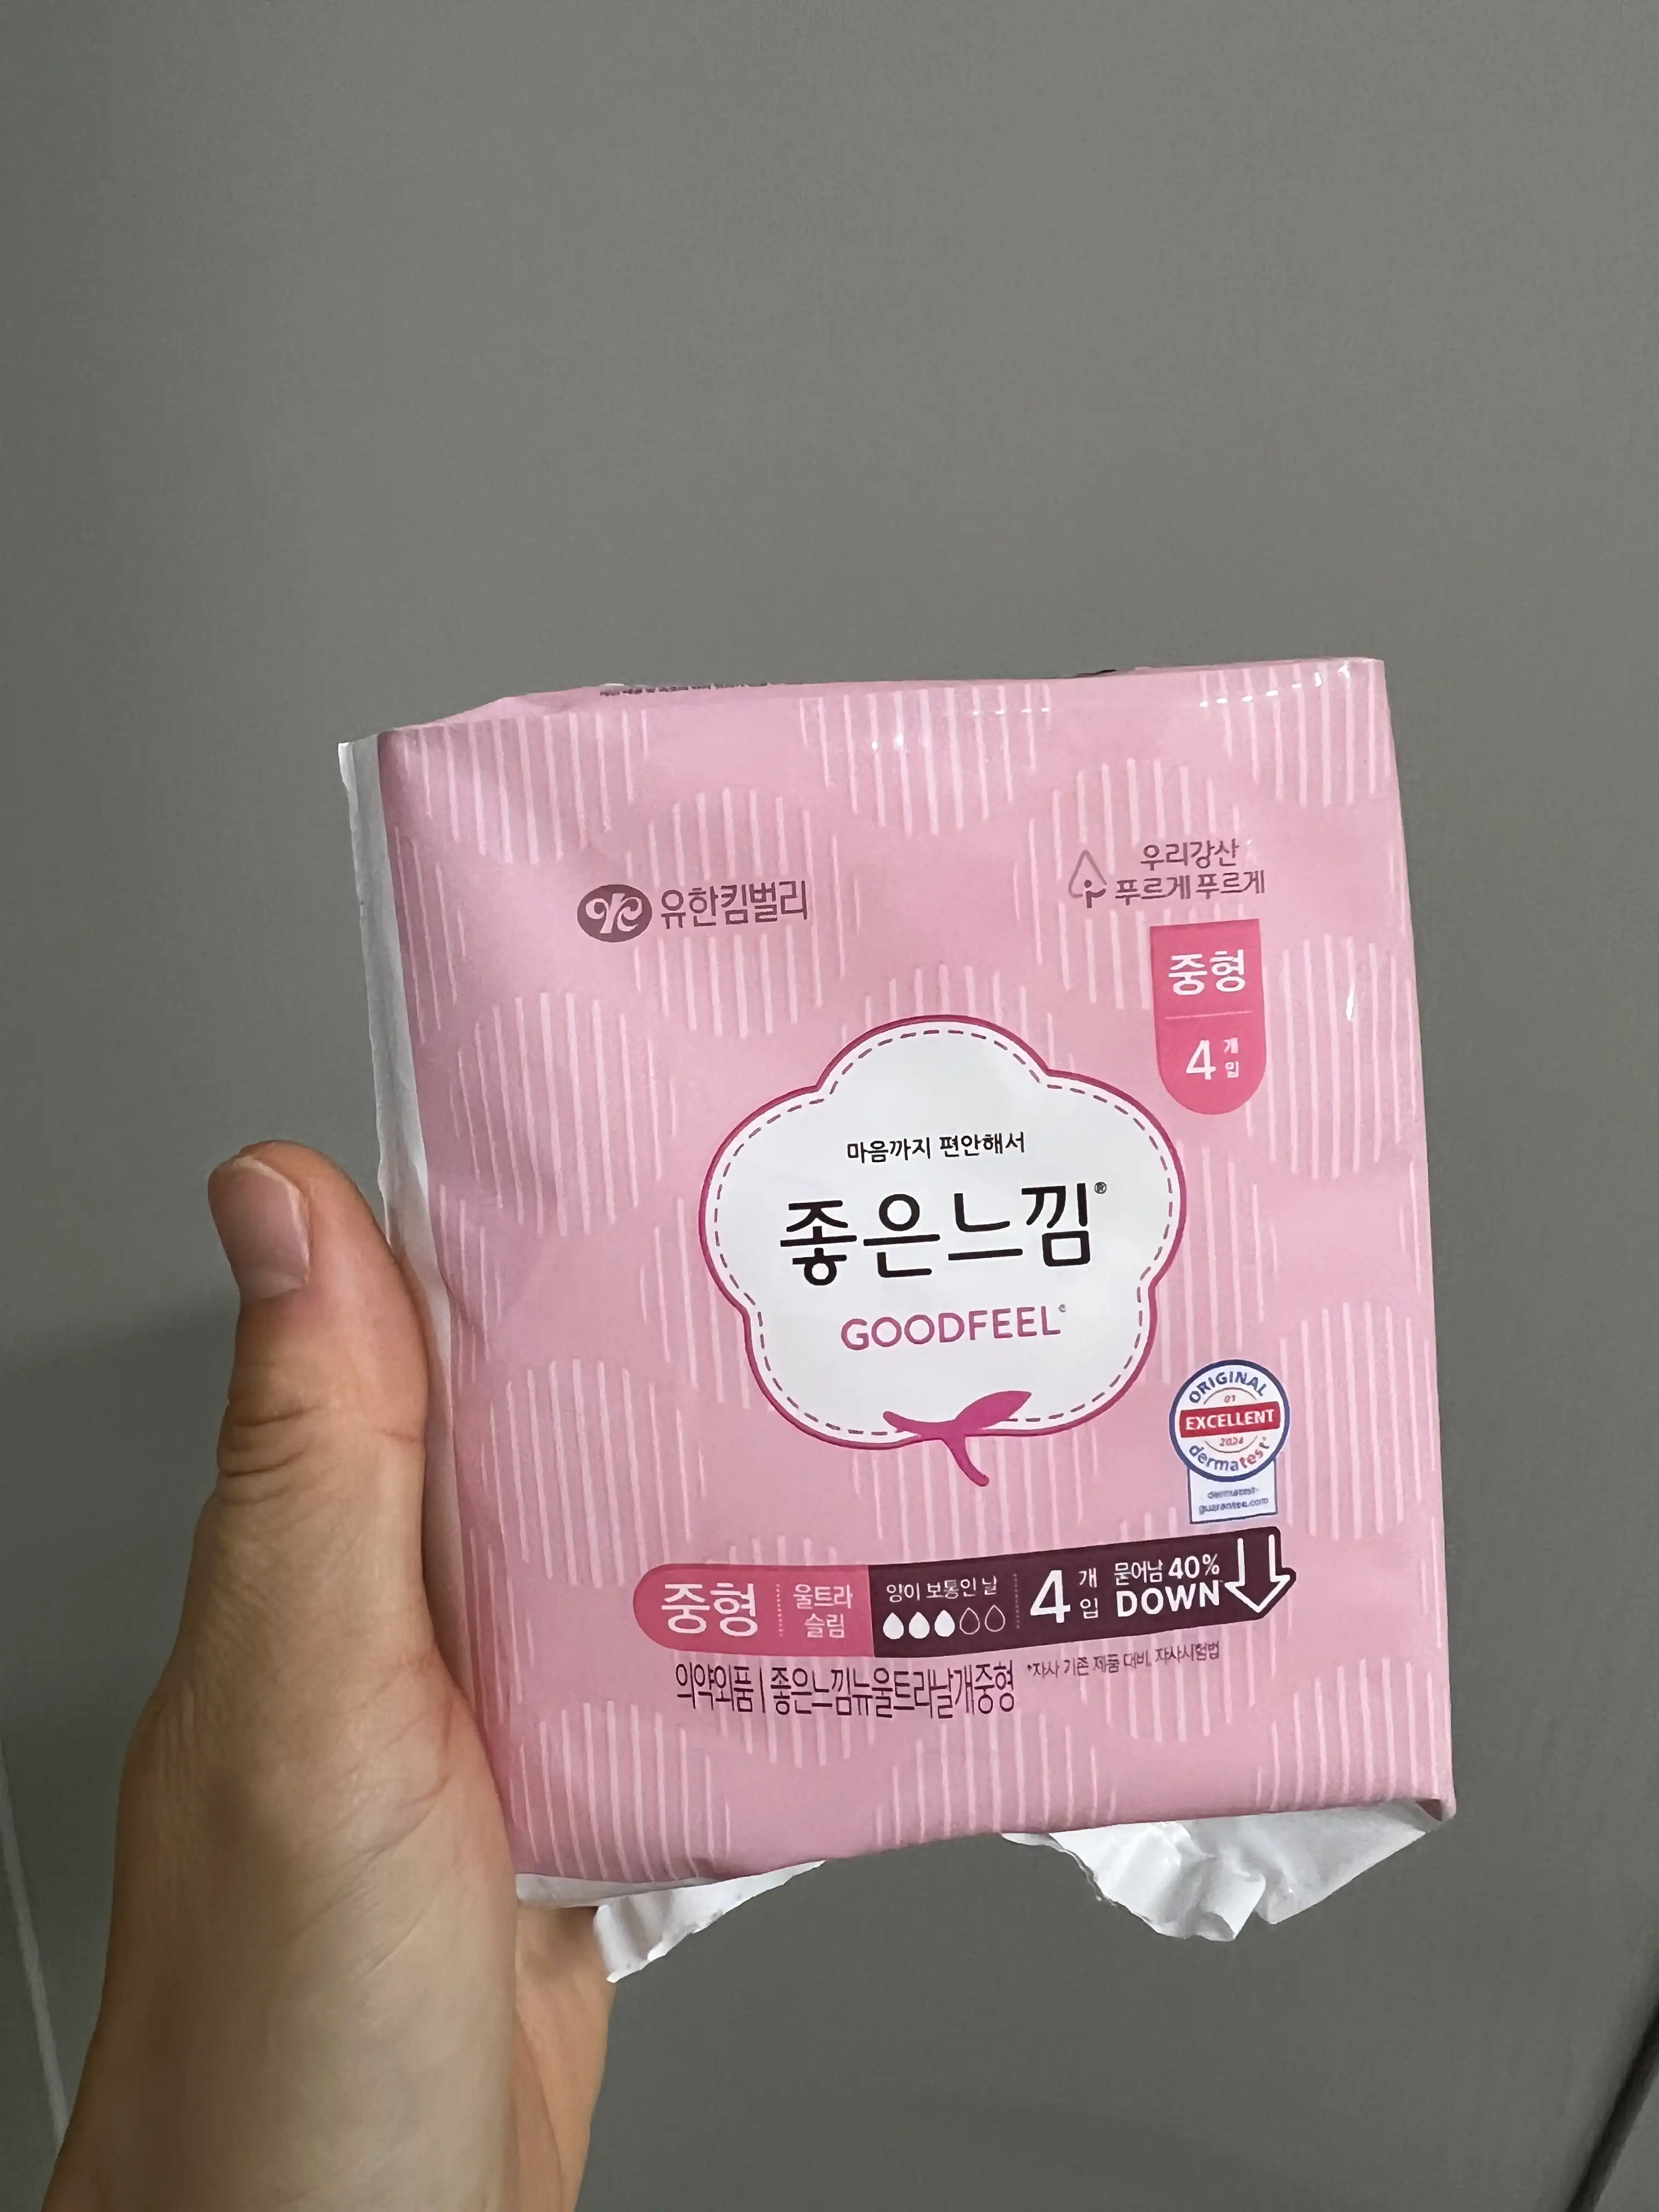 유한킴벌리
우리강산
푸르게 푸르게
중형
4개입
마음까지 편안해서
좋은느낌®
GOODFEEL®
ORIGINAL
EXCELLENT
2024
dermatest®
dermatest-
guarantee.com
중형
울트라
슬림
양이 보통인 날
4개입
묻어남 40%
DOWN
*자사 기존 제품 대비, 자사시험법
의약외품 | 좋은느낌뉴울트라날개중형